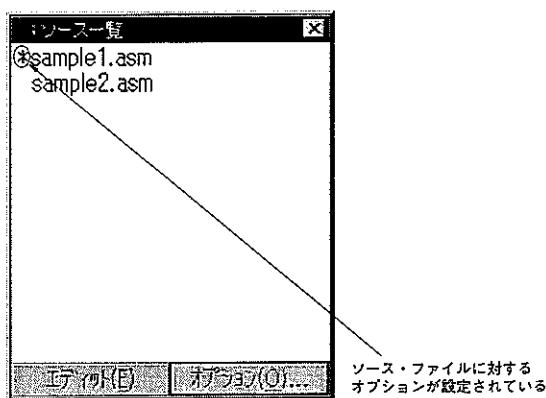 ソース一覧
*sample1.asm
sample2.asm
エディット(E)
オプション(O)...
ソース・ファイルに対する
オプションが設定されている